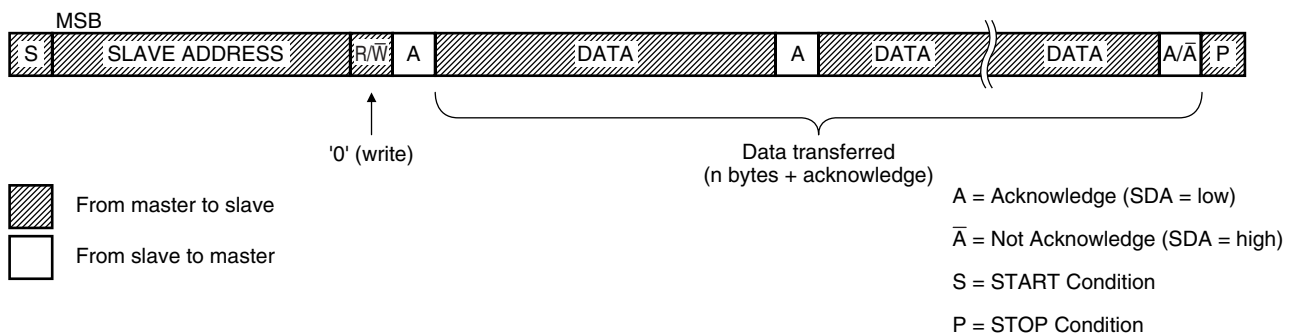 MSB
S SLAVE ADDRESS R/W̅ A DATA A DATA DATA A/A̅ P
'0' (write)
Data transferred
(n bytes + acknowledge)
From master to slave
From slave to master
A = Acknowledge (SDA = low)
A̅ = Not Acknowledge (SDA = high)
S = START Condition
P = STOP Condition